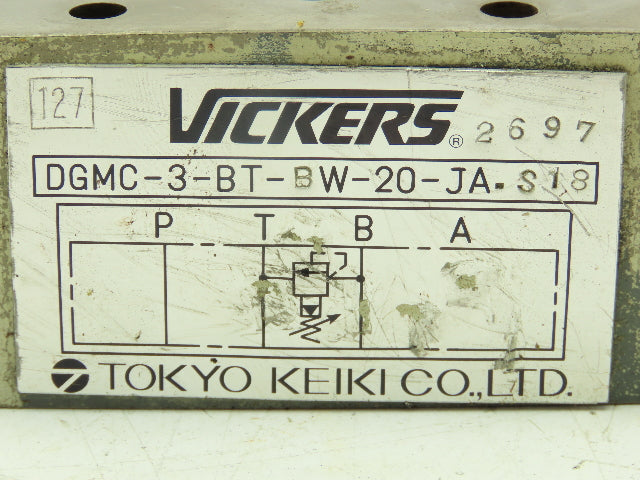 127
VICKERS® 2697
DGMC-3-BT-BW-20-JA-S18
P T B A
TOKYO KEIKI CO.,LTD.